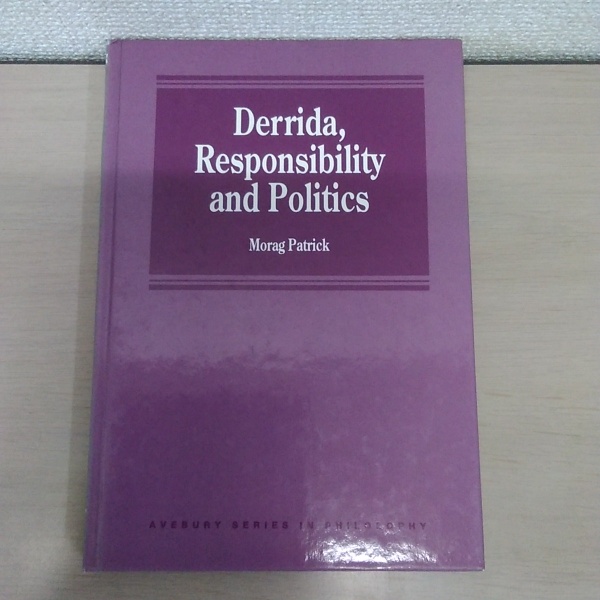 Derrida,
Responsibility
and Politics
Morag Patrick
AVEBURY SERIES IN PHILOSOPHY